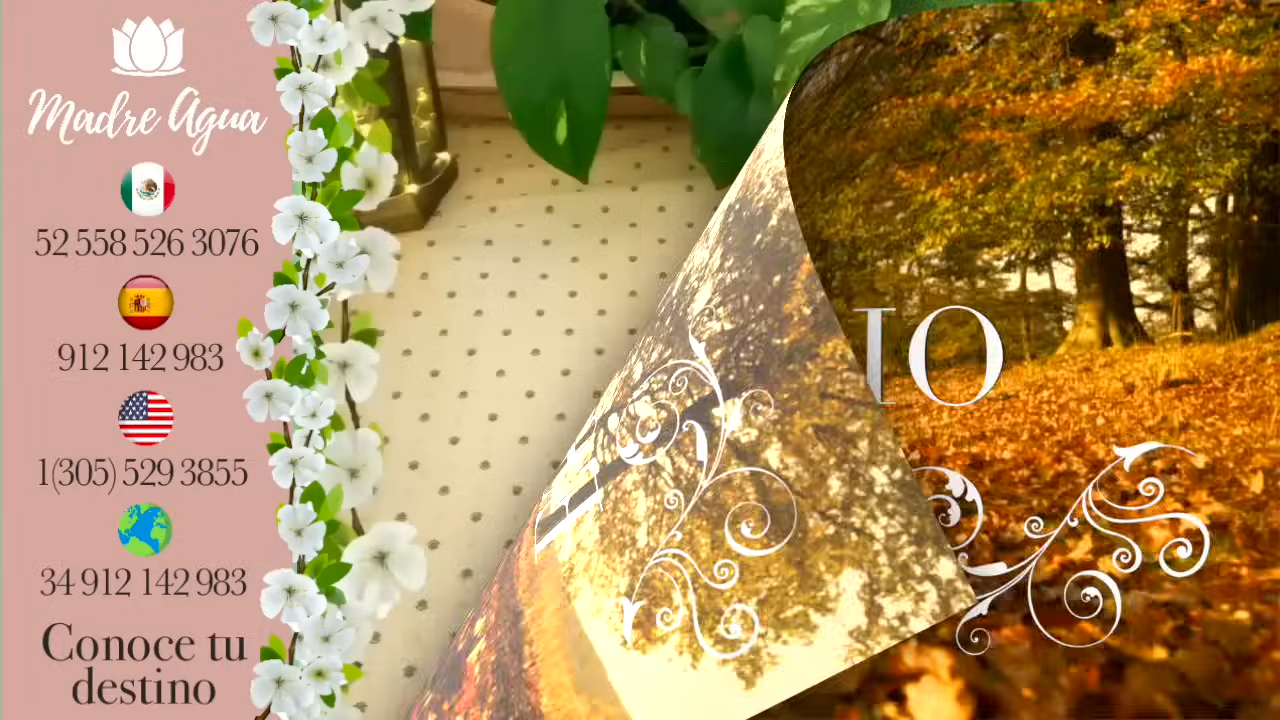 Madre Agua
52 558 526 3076
912 142 983
1(305) 529 3855
34 912 142 983
Conoce tu
destino
IO